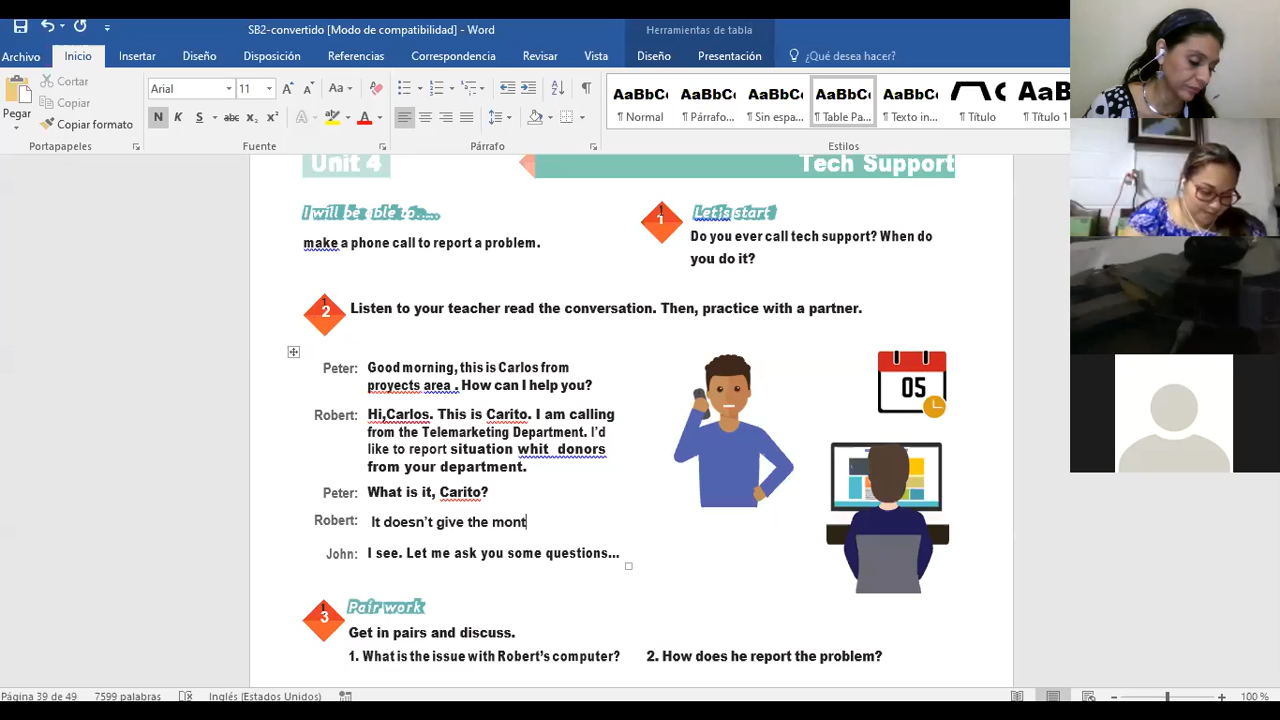 SB2-convertido [Modo de compatibilidad] - Word
Herramientas de tabla
Archivo Inicio Insertar Diseño Disposición Referencias Correspondencia Revisar Vista Diseño Presentación ¿Qué desea hacer?
Cortar
Copiar
Pegar
Copiar formato
Arial 11
N K S abc x₂ x²
AaBbCc AaBbCc AaBbCc AaBbCc AaBbCc AaBb
¶ Normal ¶ Párrafo... ¶ Sin espa... ¶ Table Pa... ¶ Texto in... ¶ Título ¶ Título 1
Portapapeles Fuente Párrafo Estilos
Unit 4 Tech Support
I will be able to....
make a phone call to report a problem.
1 Let's start
Do you ever call tech support? When do
you do it?
2 Listen to your teacher read the conversation. Then, practice with a partner.
Peter: Good morning, this is Carlos from
proyects area . How can I help you?
Robert: Hi,Carlos. This is Carito. I am calling
from the Telemarketing Department. I'd
like to report situation whit donors
from your department.
Peter: What is it, Carito?
Robert: It doesn't give the mont
John: I see. Let me ask you some questions...
05
3 Pair work
Get in pairs and discuss.
1. What is the issue with Robert's computer? 2. How does he report the problem?
Página 39 de 49 7599 palabras Inglés (Estados Unidos) 100 %